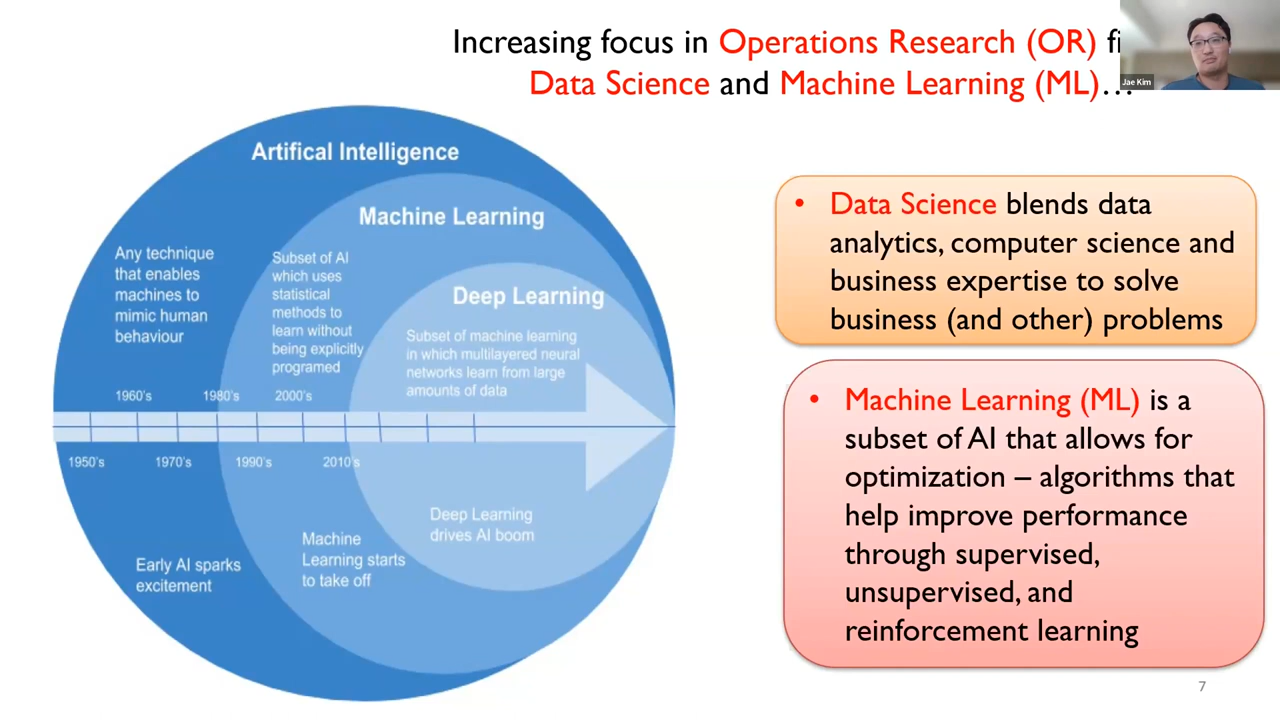 Increasing focus in Operations Research (OR)
Data Science and Machine Learning (ML)…
Jae Kim
Artifical Intelligence
Machine Learning
Deep Learning
Any technique
that enables
machines to
mimic human
behaviour
Subset of AI
which uses
statistical
methods to
learn without
being explicitly
programed
Subset of machine learning
in which multilayered neural
networks learn from large
amounts of data
1960's
1980's
2000's
1950's
1970's
1990's
2010's
Early AI sparks
excitement
Machine
Learning starts
to take off
Deep Learning
drives AI boom
• Data Science blends data
analytics, computer science and
business expertise to solve
business (and other) problems
• Machine Learning (ML) is a
subset of AI that allows for
optimization – algorithms that
help improve performance
through supervised,
unsupervised, and
reinforcement learning
7